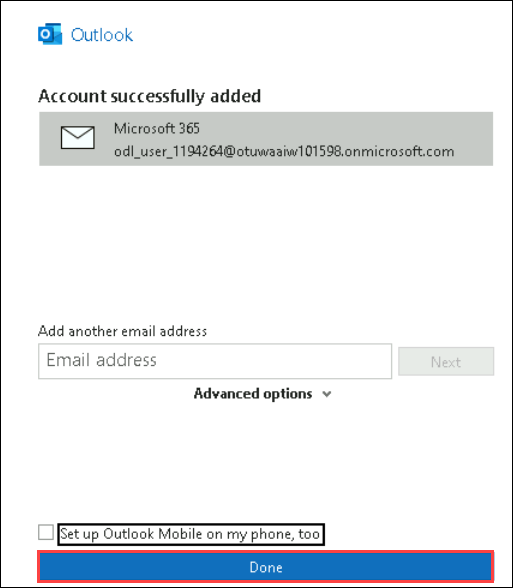 Outlook
Account successfully added
Microsoft 365
odl_user_1194264@otuwaaiw101598.onmicrosoft.com
Add another email address
Email address
Next
Advanced options
Set up Outlook Mobile on my phone, too
Done